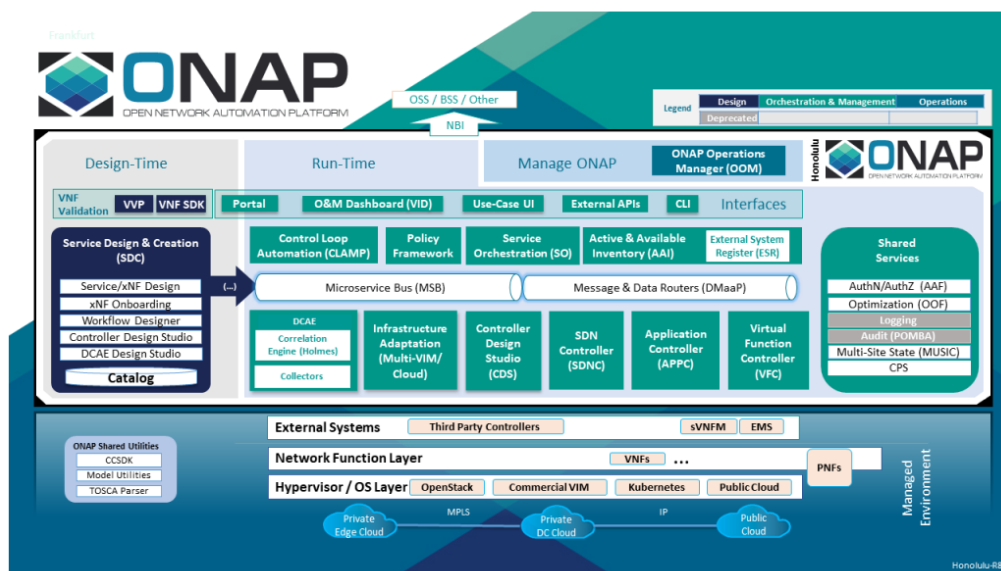 Frankfurt
ONAP
OPEN NETWORK AUTOMATION PLATFORM
OSS / BSS / Other
NBI
Legend
Design
Orchestration & Management
Operations
Deprecated
Design-Time
Run-Time
Manage ONAP
ONAP Operations
Manager (OOM)
Honolulu
ONAP
OPEN NETWORK AUTOMATION PLATFORM
VNF
Validation
VVP
VNF SDK
Portal
O&M Dashboard (VID)
Use-Case UI
External APIs
CLI
Interfaces
Service Design & Creation
(SDC)
Service/xNF Design
xNF Onboarding
Workflow Designer
Controller Design Studio
DCAE Design Studio
Catalog
(...)
Control Loop
Automation (CLAMP)
Policy
Framework
Service
Orchestration (SO)
Active & Available
Inventory (AAI)
External System
Register (ESR)
Microservice Bus (MSB)
Message & Data Routers (DMaaP)
DCAE
Correlation
Engine (Holmes)
Collectors
Infrastructure
Adaptation
(Multi-VIM/
Cloud)
Controller
Design
Studio
(CDS)
SDN
Controller
(SDNC)
Application
Controller
(APPC)
Virtual
Function
Controller
(VFC)
Shared
Services
AuthN/AuthZ (AAF)
Optimization (OOF)
Logging
Audit (POMBA)
Multi-Site State (MUSIC)
CPS
ONAP Shared Utilities
CCSDK
Model Utilities
TOSCA Parser
External Systems
Third Party Controllers
sVNFM
EMS
Network Function Layer
VNFs
...
PNFs
Hypervisor / OS Layer
OpenStack
Commercial VIM
Kubernetes
Public Cloud
Private
Edge Cloud
MPLS
Private
DC Cloud
IP
Public
Cloud
Managed
Environment